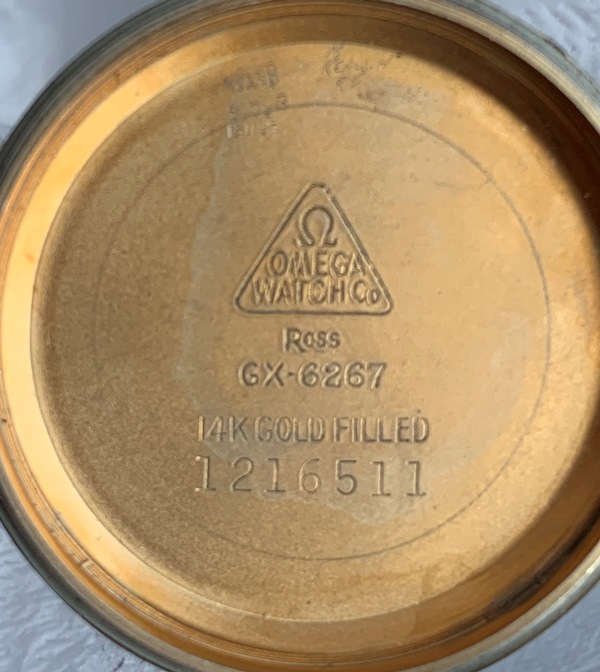 Ω
OMEGA
WATCH Co.
Ross
GX-6267
14K GOLD FILLED
1216511